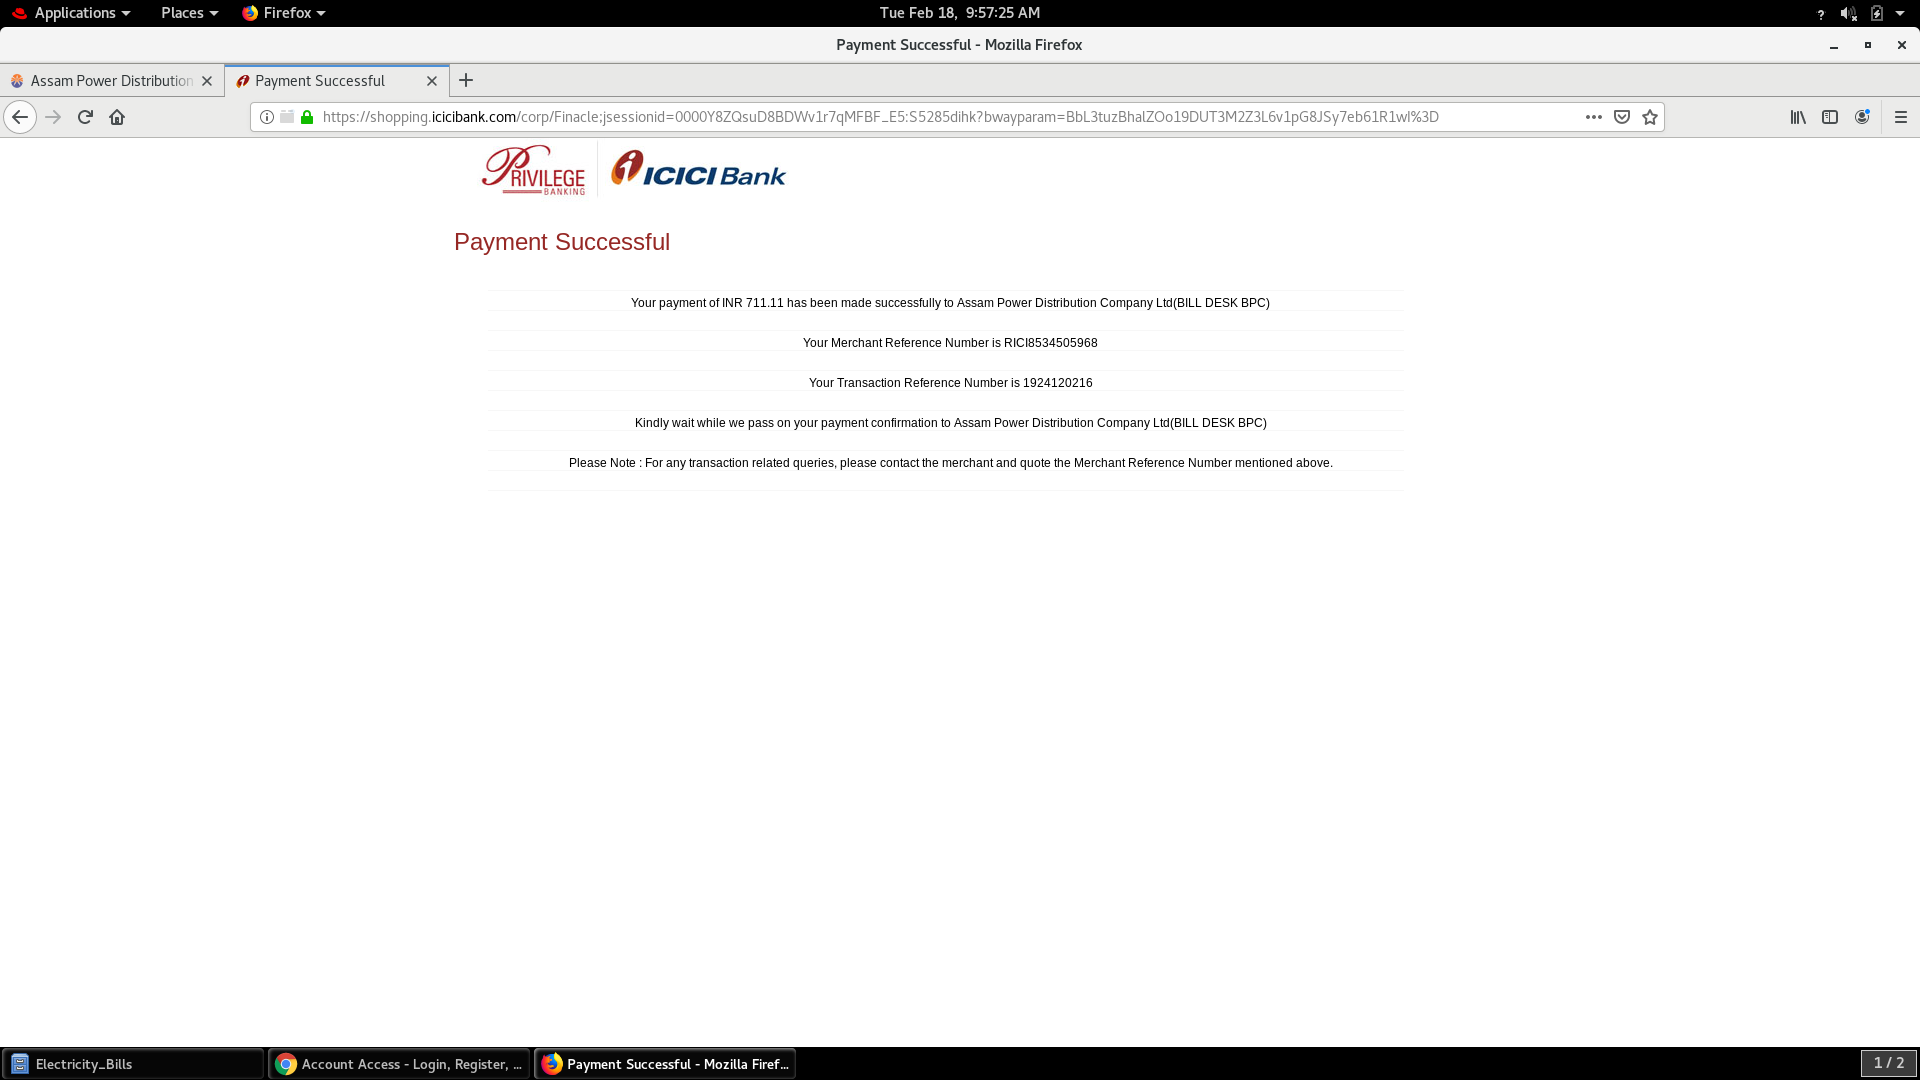 Applications
Places
Firefox
Tue Feb 18, 9:57:25 AM
?
Payment Successful - Mozilla Firefox
Assam Power Distribution
Payment Successful
https://shopping.icicibank.com/corp/Finacle;jsessionid=0000Y8ZQsuD8BDWv1r7qMFBF_E5:S5285dihk?bwayparam=BbL3tuzBhalZOo19DUT3M2Z3L6v1pG8JSy7eb61R1wI%3D
PRIVILEGE
BANKING
ICICI Bank
Payment Successful
Your payment of INR 711.11 has been made successfully to Assam Power Distribution Company Ltd(BILL DESK BPC)
Your Merchant Reference Number is RICI8534505968
Your Transaction Reference Number is 1924120216
Kindly wait while we pass on your payment confirmation to Assam Power Distribution Company Ltd(BILL DESK BPC)
Please Note : For any transaction related queries, please contact the merchant and quote the Merchant Reference Number mentioned above.
Electricity_Bills
Account Access - Login, Register, ...
Payment Successful - Mozilla Firef...
1 / 2